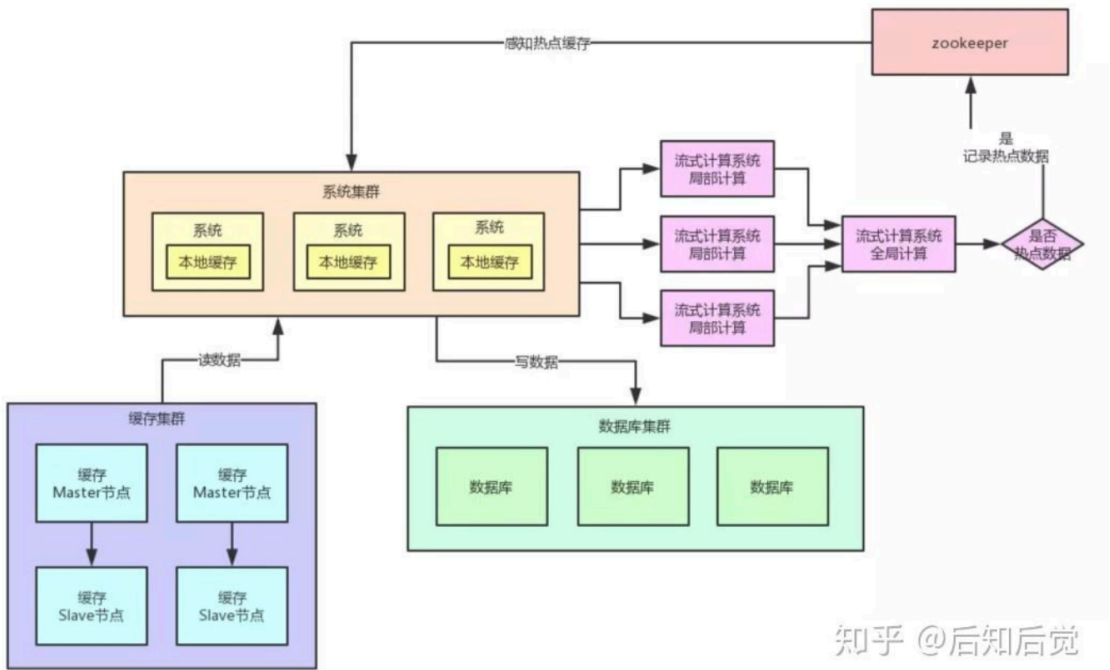 感知热点缓存
zookeeper
是
记录热点数据
系统集群
系统
本地缓存
系统
本地缓存
系统
本地缓存
流式计算系统
局部计算
流式计算系统
局部计算
流式计算系统
局部计算
流式计算系统
全局计算
是否
热点数据
读数据
写数据
缓存集群
缓存
Master节点
缓存
Master节点
缓存
Slave节点
缓存
Slave节点
数据库集群
数据库
数据库
数据库
知乎 @后知后觉